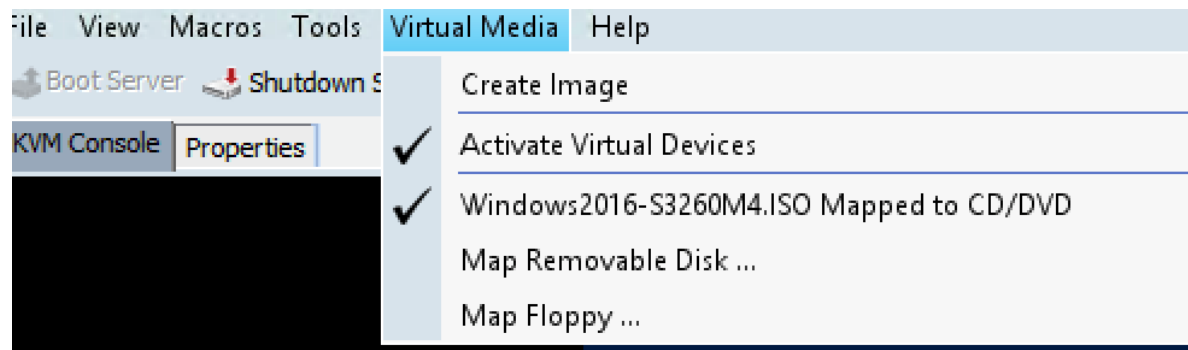 File View Macros Tools Virtual Media Help
Boot Server Shutdown S
Create Image
KVM Console Properties
Activate Virtual Devices
Windows2016-S3260M4.ISO Mapped to CD/DVD
Map Removable Disk ...
Map Floppy ...